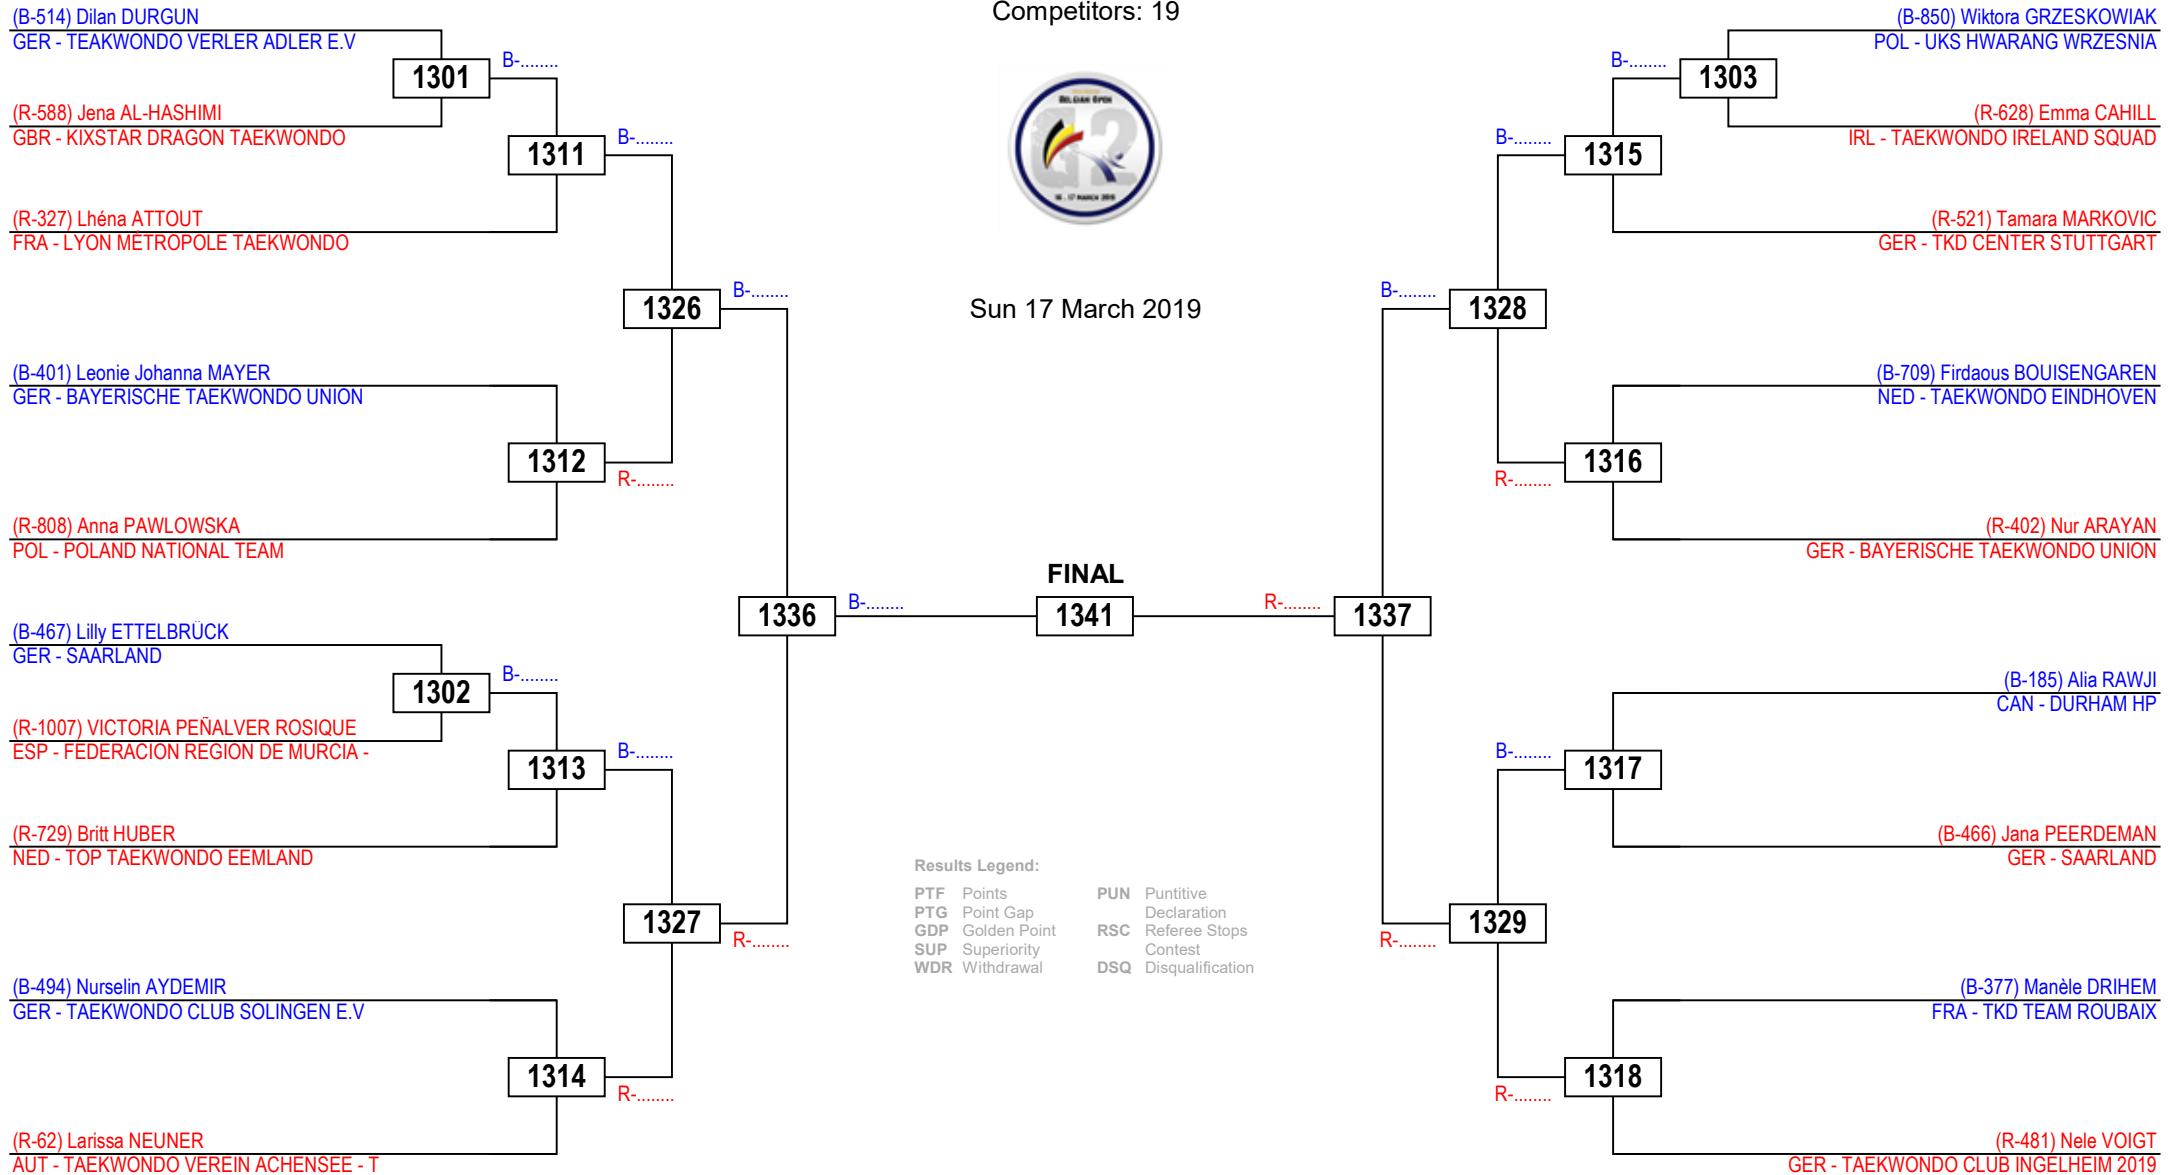 Competitors: 19
BELGIAN OPEN
G2
16 - 17 MARCH 2019
Sun 17 March 2019
(B-514) Dilan DURGUN
GER - TEAKWONDO VERLER ADLER E.V
1301
B-........
(R-588) Jena AL-HASHIMI
GBR - KIXSTAR DRAGON TAEKWONDO
1311
B-........
(R-327) Lhéna ATTOUT
FRA - LYON MÉTROPOLE TAEKWONDO
1326
B-........
(B-401) Leonie Johanna MAYER
GER - BAYERISCHE TAEKWONDO UNION
1312
R-........
(R-808) Anna PAWLOWSKA
POL - POLAND NATIONAL TEAM
1336
B-........
(B-467) Lilly ETTELBRÜCK
GER - SAARLAND
1302
B-........
(R-1007) VICTORIA PEÑALVER ROSIQUE
ESP - FEDERACION REGION DE MURCIA -
1313
B-........
(R-729) Britt HUBER
NED - TOP TAEKWONDO EEMLAND
1327
R-........
(B-494) Nurselin AYDEMIR
GER - TAEKWONDO CLUB SOLINGEN E.V
1314
R-........
(R-62) Larissa NEUNER
AUT - TAEKWONDO VEREIN ACHENSEE - T
FINAL
1341
(B-850) Wiktora GRZESKOWIAK
POL - UKS HWARANG WRZESNIA
B-........
1303
(R-628) Emma CAHILL
IRL - TAEKWONDO IRELAND SQUAD
B-........
1315
(R-521) Tamara MARKOVIC
GER - TKD CENTER STUTTGART
B-........
1328
(B-709) Firdaous BOUISENGAREN
NED - TAEKWONDO EINDHOVEN
R-........
1316
(R-402) Nur ARAYAN
GER - BAYERISCHE TAEKWONDO UNION
R-........
1337
(B-185) Alia RAWJI
CAN - DURHAM HP
B-........
1317
(B-466) Jana PEERDEMAN
GER - SAARLAND
R-........
1329
(B-377) Manèle DRIHEM
FRA - TKD TEAM ROUBAIX
R-........
1318
(R-481) Nele VOIGT
GER - TAEKWONDO CLUB INGELHEIM 2019
Results Legend:
PTF Points
PTG Point Gap
GDP Golden Point
SUP Superiority
WDR Withdrawal
PUN Puntitive
Declaration
RSC Referee Stops
Contest
DSQ Disqualification